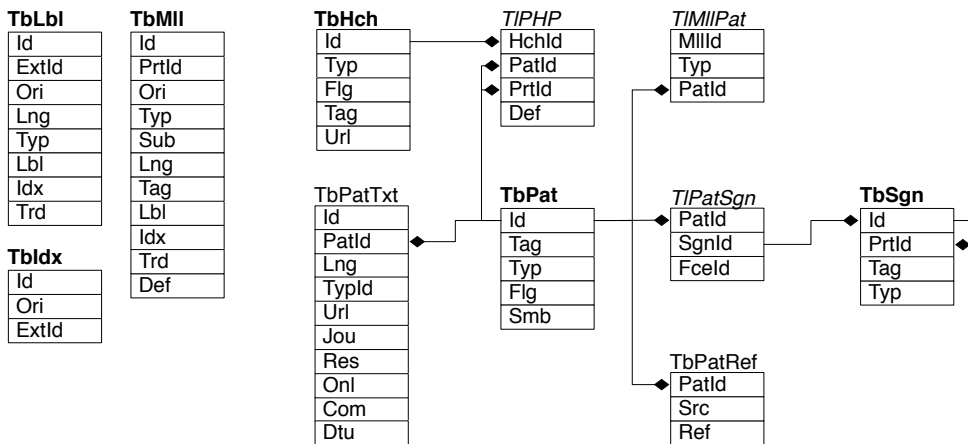 TbLbl
Id
ExtId
Ori
Lng
Typ
Lbl
Idx
Trd
TbIdx
Id
Ori
ExtId
TbMll
Id
PrtId
Ori
Typ
Sub
Lng
Tag
Lbl
Idx
Trd
Def
TbHch
Id
Typ
Flg
Tag
Url
TbPatTxt
Id
PatId
Lng
TypId
Url
Jou
Res
Onl
Com
Dtu
TlPHP
HchId
PatId
PrtId
Def
TbPat
Id
Tag
Typ
Flg
Smb
TlMllPat
MllId
Typ
PatId
TlPatSgn
PatId
SgnId
FceId
TbPatRef
PatId
Src
Ref
TbSgn
Id
PrtId
Tag
Typ